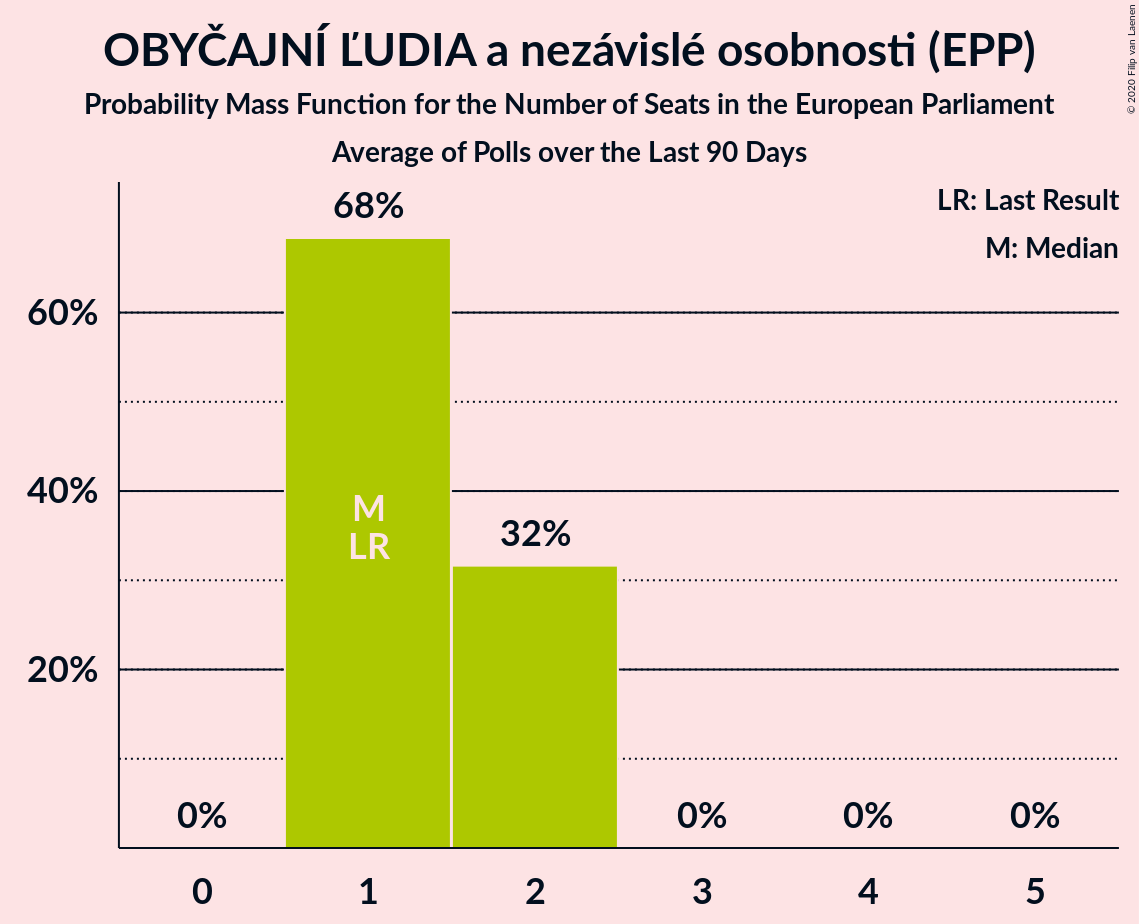 OBYČAJNÍ ĽUDIA a nezávislé osobnosti (EPP)
Probability Mass Function for the Number of Seats in the European Parliament
Average of Polls over the Last 90 Days
© 2020 Filip van Laenen
LR: Last Result
M: Median
68%
60%
40%
M
LR
32%
20%
0%
0%
0%
0%
0 1 2 3 4 5